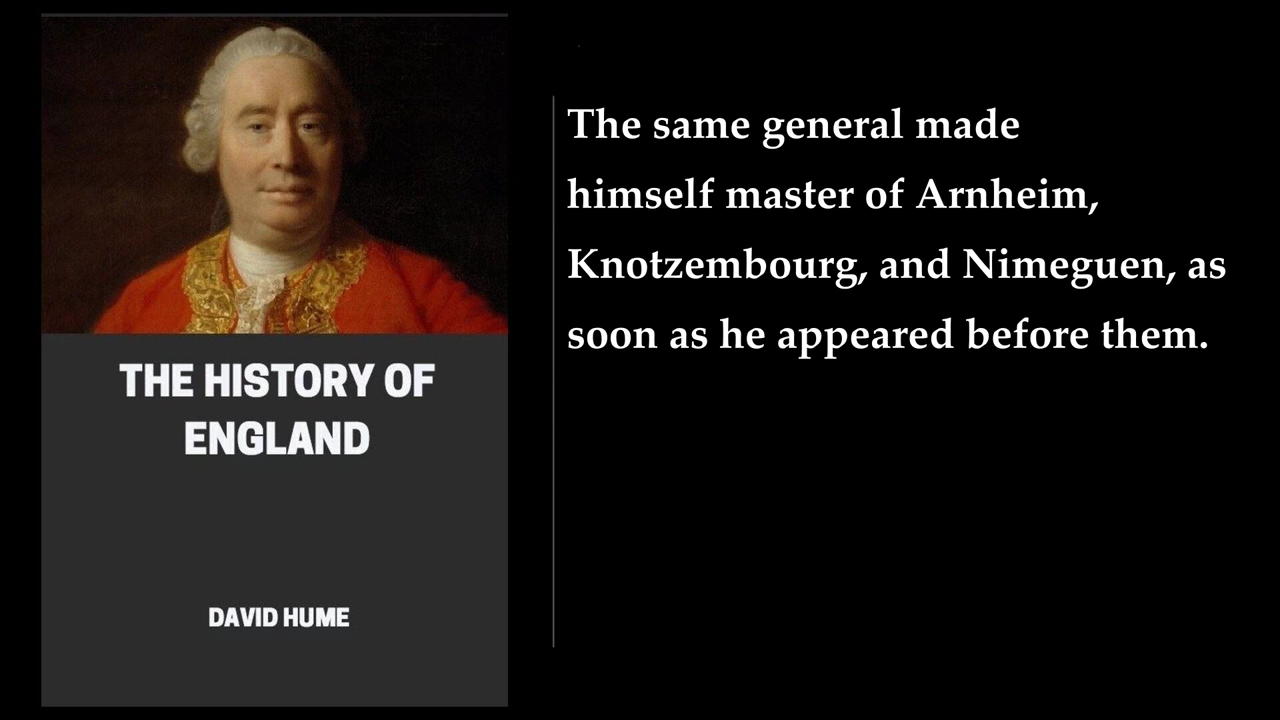 THE HISTORY OF
ENGLAND
DAVID HUME
The same general made
himself master of Arnheim,
Knotzembourg, and Nimeguen, as
soon as he appeared before them.